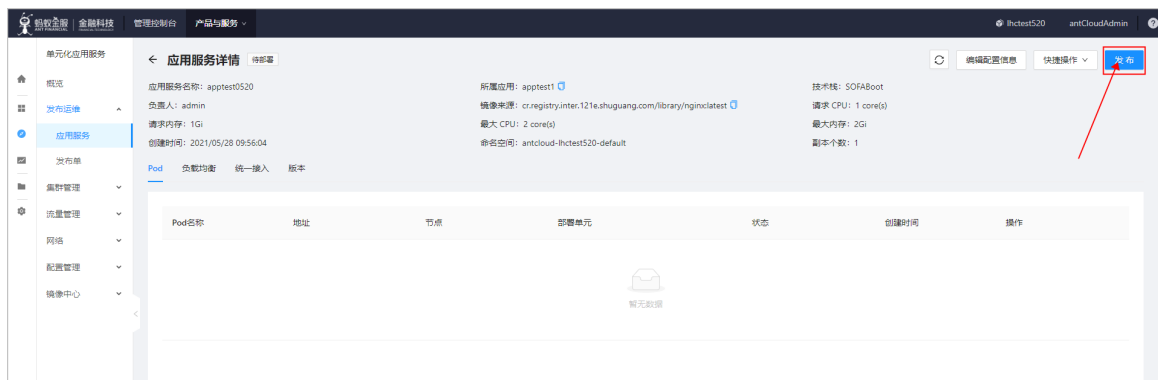 蚂蚁金服 金融科技 管理控制台 产品与服务 lhctest520 antCloudAdmin
ANT FINANCIAL
单元化应用服务
概览
发布运维
应用服务
发布单
集群管理
流量管理
网络
配置管理
镜像中心
← 应用服务详情 待部署 编辑配置信息 快捷操作 发 布
应用服务名称: apptest0520 所属应用: apptest1 技术栈: SOFABoot
负责人: admin 镜像来源: cr.registry.inter.121e.shuguang.com/library/nginx:latest 请求 CPU: 1 core(s)
请求内存: 1Gi 最大 CPU: 2 core(s) 最大内存: 2Gi
创建时间: 2021/05/28 09:56:04 命名空间: antcloud-lhctest520-default 副本个数: 1
Pod 负载均衡 统一接入 版本
Pod名称 地址 节点 部署单元 状态 创建时间 操作
暂无数据